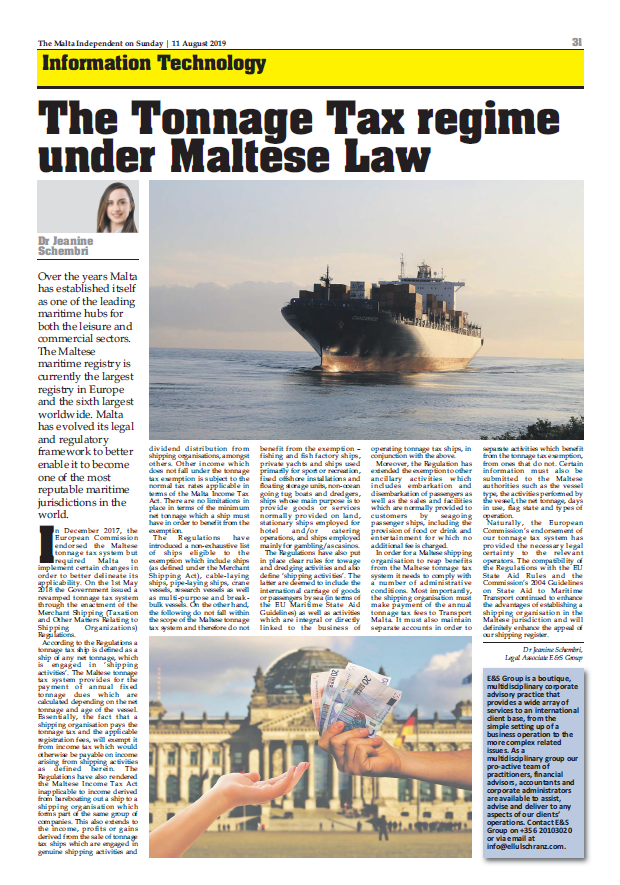 The Malta Independent on Sunday | 11 August 2019
31
Information Technology
The Tonnage Tax regime
under Maltese Law
Dr Jeanine
Schembri
Over the years Malta
has established itself
as one of the leading
maritime hubs for
both the leisure and
commercial sectors.
The Maltese
maritime registry is
currently the largest
registry in Europe
and the sixth largest
worldwide. Malta
has evolved its legal
and regulatory
framework to better
enable it to become
one of the most
reputable maritime
jurisdictions in the
world.
In December 2017, the
European Commission
endorsed the Maltese
tonnage tax system but
required Malta to
implement certain changes in
order to better delineate its
applicability. On the 1st May
2018 the Government issued a
revamped tonnage tax system
through the enactment of the
Merchant Shipping (Taxation
and Other Matters Relating to
Shipping Organizations)
Regulations.
According to the Regulations a
tonnage tax ship is defined as a
ship of any net tonnage, which
is engaged in 'shipping
activities'. The Maltese tonnage
tax system provides for the
payment of annual fixed
tonnage dues which are
calculated depending on the net
tonnage and age of the vessel.
Essentially, the fact that a
shipping organisation pays the
tonnage tax and the applicable
registration fees, will exempt it
from income tax which would
otherwise be payable on income
arising from shipping activities
as defined herein. The
Regulations have also rendered
the Maltese Income Tax Act
inapplicable to income derived
from bareboating out a ship to a
shipping organisation which
forms part of the same group of
companies. This also extends to
the income, profits or gains
derived from the sale of tonnage
tax ships which are engaged in
genuine shipping activities and
dividend distribution from
shipping organisations, amongst
others. Other income which
does not fall under the tonnage
tax exemption is subject to the
normal tax rates applicable in
terms of the Malta Income Tax
Act. There are no limitations in
place in terms of the minimum
net tonnage which a ship must
have in order to benefit from the
exemption.
The Regulations have
introduced a non-exhaustive list
of ships eligible to the
exemption which include ships
(as defined under the Merchant
Shipping Act), cable-laying
ships, pipe-laying ships, crane
vessels, research vessels as well
as multi-purpose and break-
bulk vessels. On the other hand,
the following do not fall within
the scope of the Maltese tonnage
tax system and therefore do not
benefit from the exemption –
fishing and fish factory ships,
private yachts and ships used
primarily for sport or recreation,
fixed offshore installations and
floating storage units, non-ocean
going tug boats and dredgers,
ships whose main purpose is to
provide goods or services
normally provided on land,
stationary ships employed for
hotel and/or catering
operations, and ships employed
mainly for gambling/as casinos.
The Regulations have also put
in place clear rules for towage
and dredging activities and also
define 'shipping activities'. The
latter are deemed to include the
international carriage of goods
or passengers by sea (in terms of
the EU Maritime State Aid
Guidelines) as well as activities
which are integral or directly
linked to the business of
operating tonnage tax ships, in
conjunction with the above.
Moreover, the Regulation has
extended the exemption to other
ancillary activities which
includes embarkation and
disembarkation of passengers as
well as the sales and facilities
which are normally provided to
customers by seagoing
passenger ships, including the
provision of food or drink and
entertainment for which no
additional fee is charged.
In order for a Maltese shipping
organisation to reap benefits
from the Maltese tonnage tax
system it needs to comply with
a number of administrative
conditions. Most importantly,
the shipping organisation must
make payment of the annual
tonnage tax fees to Transport
Malta. It must also maintain
separate accounts in order to
separate activities which benefit
from the tonnage tax exemption,
from ones that do not. Certain
information must also be
submitted to the Maltese
authorities such as the vessel
type, the activities performed by
the vessel, the net tonnage, days
in use, flag state and types of
operation.
Naturally, the European
Commission's endorsement of
our tonnage tax system has
provided the necessary legal
certainty to the relevant
operators. The compatibility of
the Regulations with the EU
State Aid Rules and the
Commission's 2004 Guidelines
on State Aid to Maritime
Transport continued to enhance
the advantages of establishing a
shipping organisation in the
Maltese jurisdiction and will
definitely enhance the appeal of
our shipping register.
Dr Jeanine Schembri,
Legal Associate E&S Group
E&S Group is a boutique,
multidisciplinary corporate
advisory practice that
provides a wide array of
services to an international
client base, from the
simple setting up of a
business operation to the
more complex related
issues. As a
multidisciplinary group our
pro-active team of
practitioners, financial
advisors, accountants and
corporate administrators
are available to assist,
advise and deliver to any
aspects of our clients'
operations. Contact E&S
Group on +356 20103020
or via email at
info@ellulschranz.com.